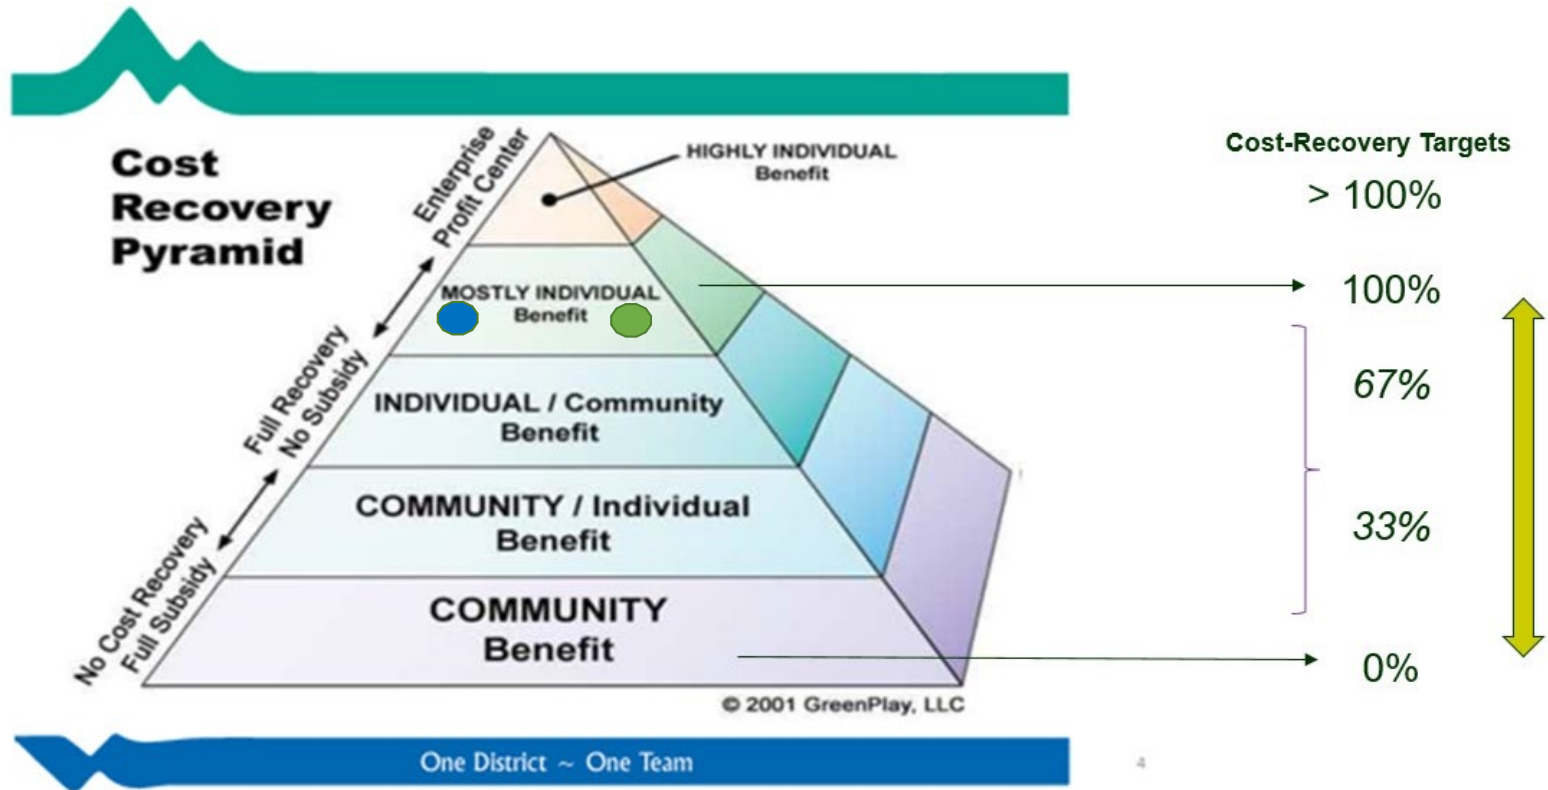 Cost
Recovery
Pyramid
Enterprise
Profit Center
Full Recovery
No Subsidy
No Cost Recovery
Full Subsidy
HIGHLY INDIVIDUAL
Benefit
MOSTLY INDIVIDUAL
Benefit
INDIVIDUAL / Community
Benefit
COMMUNITY / Individual
Benefit
COMMUNITY
Benefit
© 2001 GreenPlay, LLC
Cost-Recovery Targets
> 100%
100%
67%
33%
0%
One District ~ One Team
4